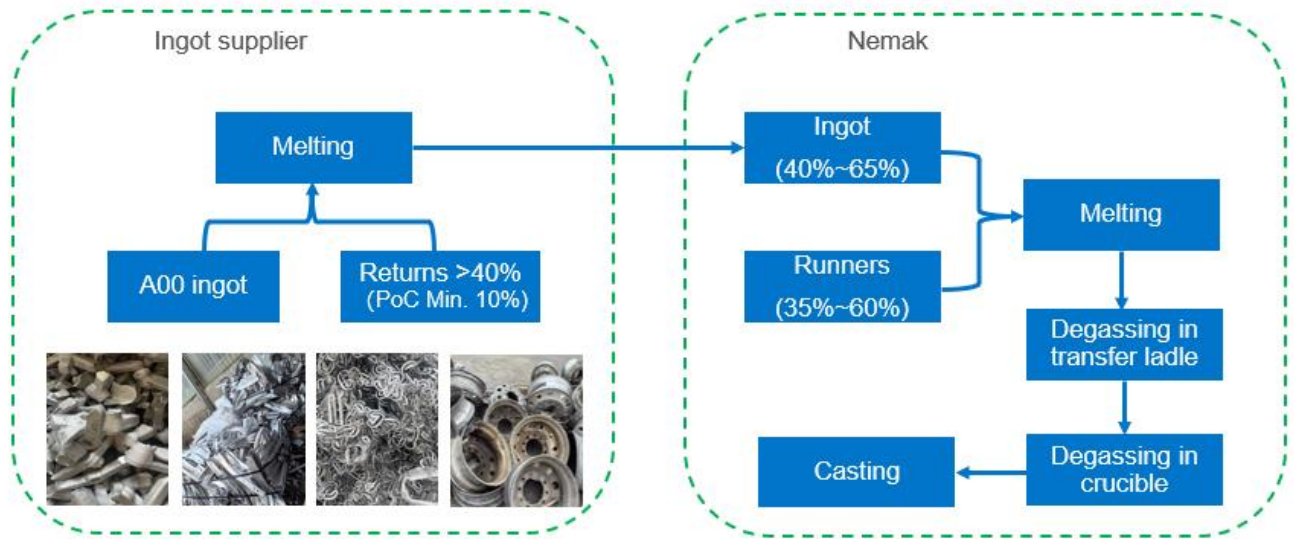 Ingot supplier
Melting
A00 ingot
Returns >40%
(PoC Min. 10%)
Nemak
Ingot
(40%~65%)
Runners
(35%~60%)
Melting
Degassing in
transfer ladle
Degassing in
crucible
Casting